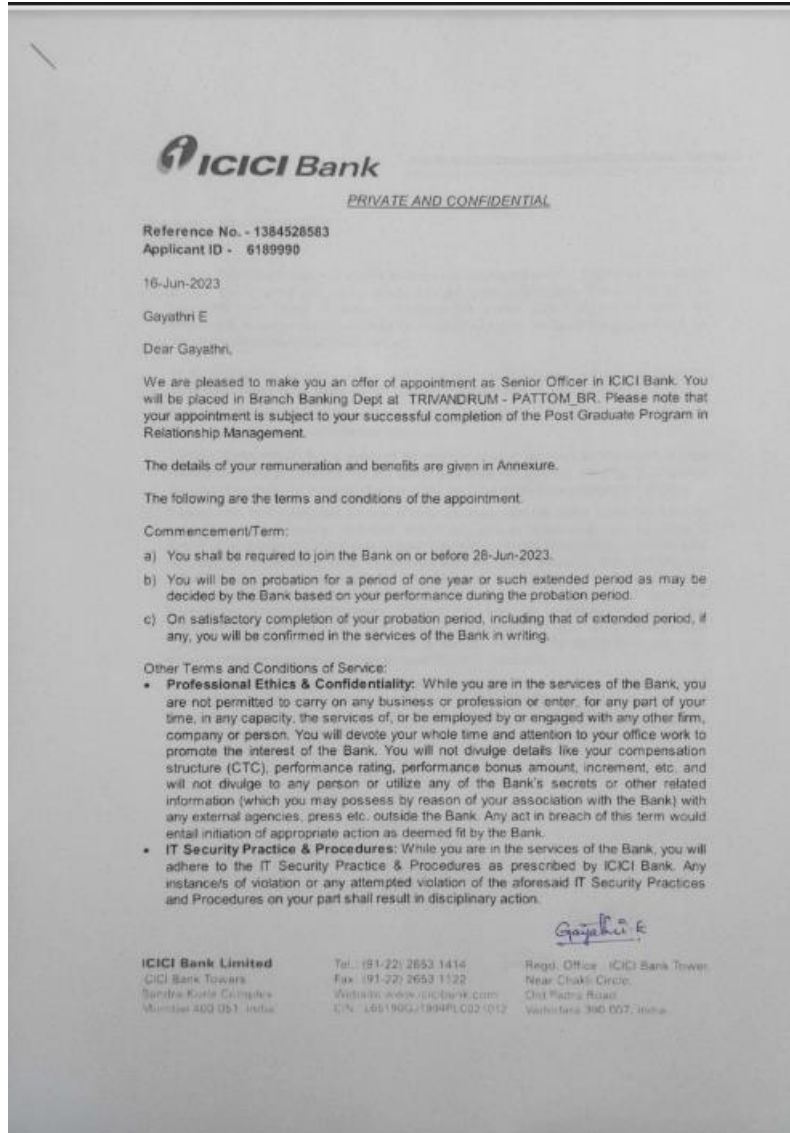 ICICI Bank
PRIVATE AND CONFIDENTIAL
Reference No. - 1384528583
Applicant ID - 6189990
16-Jun-2023
Gayathri E
Dear Gayathri,
We are pleased to make you an offer of appointment as Senior Officer in ICICI Bank. You
will be placed in Branch Banking Dept at TRIVANDRUM - PATTOM_BR. Please note that
your appointment is subject to your successful completion of the Post Graduate Program in
Relationship Management.
The details of your remuneration and benefits are given in Annexure.
The following are the terms and conditions of the appointment.
Commencement/Term:
a) You shall be required to join the Bank on or before 28-Jun-2023.
b) You will be on probation for a period of one year or such extended period as may be
decided by the Bank based on your performance during the probation period.
c) On satisfactory completion of your probation period, including that of extended period, if
any, you will be confirmed in the services of the Bank in writing.
Other Terms and Conditions of Service:
• Professional Ethics & Confidentiality: While you are in the services of the Bank, you
are not permitted to carry on any business or profession or enter, for any part of your
time, in any capacity, the services of, or be employed by or engaged with any other firm,
company or person. You will devote your whole time and attention to your office work to
promote the interest of the Bank. You will not divulge details like your compensation
structure (CTC), performance rating, performance bonus amount, increment, etc. and
will not divulge to any person or utilize any of the Bank's secrets or other related
information (which you may possess by reason of your association with the Bank) with
any external agencies, press etc. outside the Bank. Any act in breach of this term would
entail initiation of appropriate action as deemed fit by the Bank.
• IT Security Practice & Procedures: While you are in the services of the Bank, you will
adhere to the IT Security Practice & Procedures as prescribed by ICICI Bank. Any
instance/s of violation or any attempted violation of the aforesaid IT Security Practices
and Procedures on your part shall result in disciplinary action.
Gayathri E
ICICI Bank Limited
ICICI Bank Towers
Bandra Kurla Complex
Mumbai 400 051, India.
Tel.: (91-22) 2653 1414
Fax: (91-22) 2653 1122
Website www.icicibank.com
CIN : L65190GJ1994PLC021012
Regd. Office : ICICI Bank Tower,
Near Chakli Circle,
Old Padra Road
Vadodara 390 007, India.